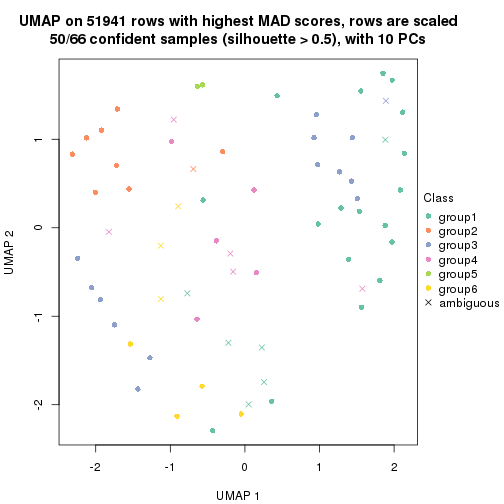 UMAP on 51941 rows with highest MAD scores, rows are scaled
50/66 confident samples (silhouette > 0.5), with 10 PCs
UMAP 2
1
0
-1
-2
-2
-1
0
1
2
UMAP 1
Class
group1
group2
group3
group4
group5
group6
ambiguous